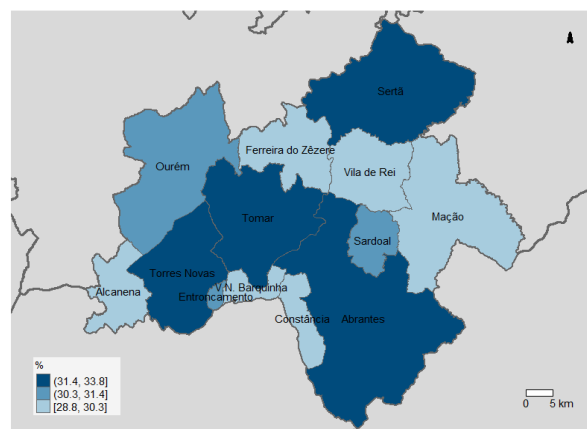 Sertã
Ferreira do Zêzere
Ourém
Vila de Rei
Mação
Tomar
Sardoal
Torres Novas
Alcanena
V.N. Barquinha
Entroncamento
Constância
Abrantes
%
(31.4, 33.8]
(30.3, 31.4]
[28.8, 30.3]
5 km